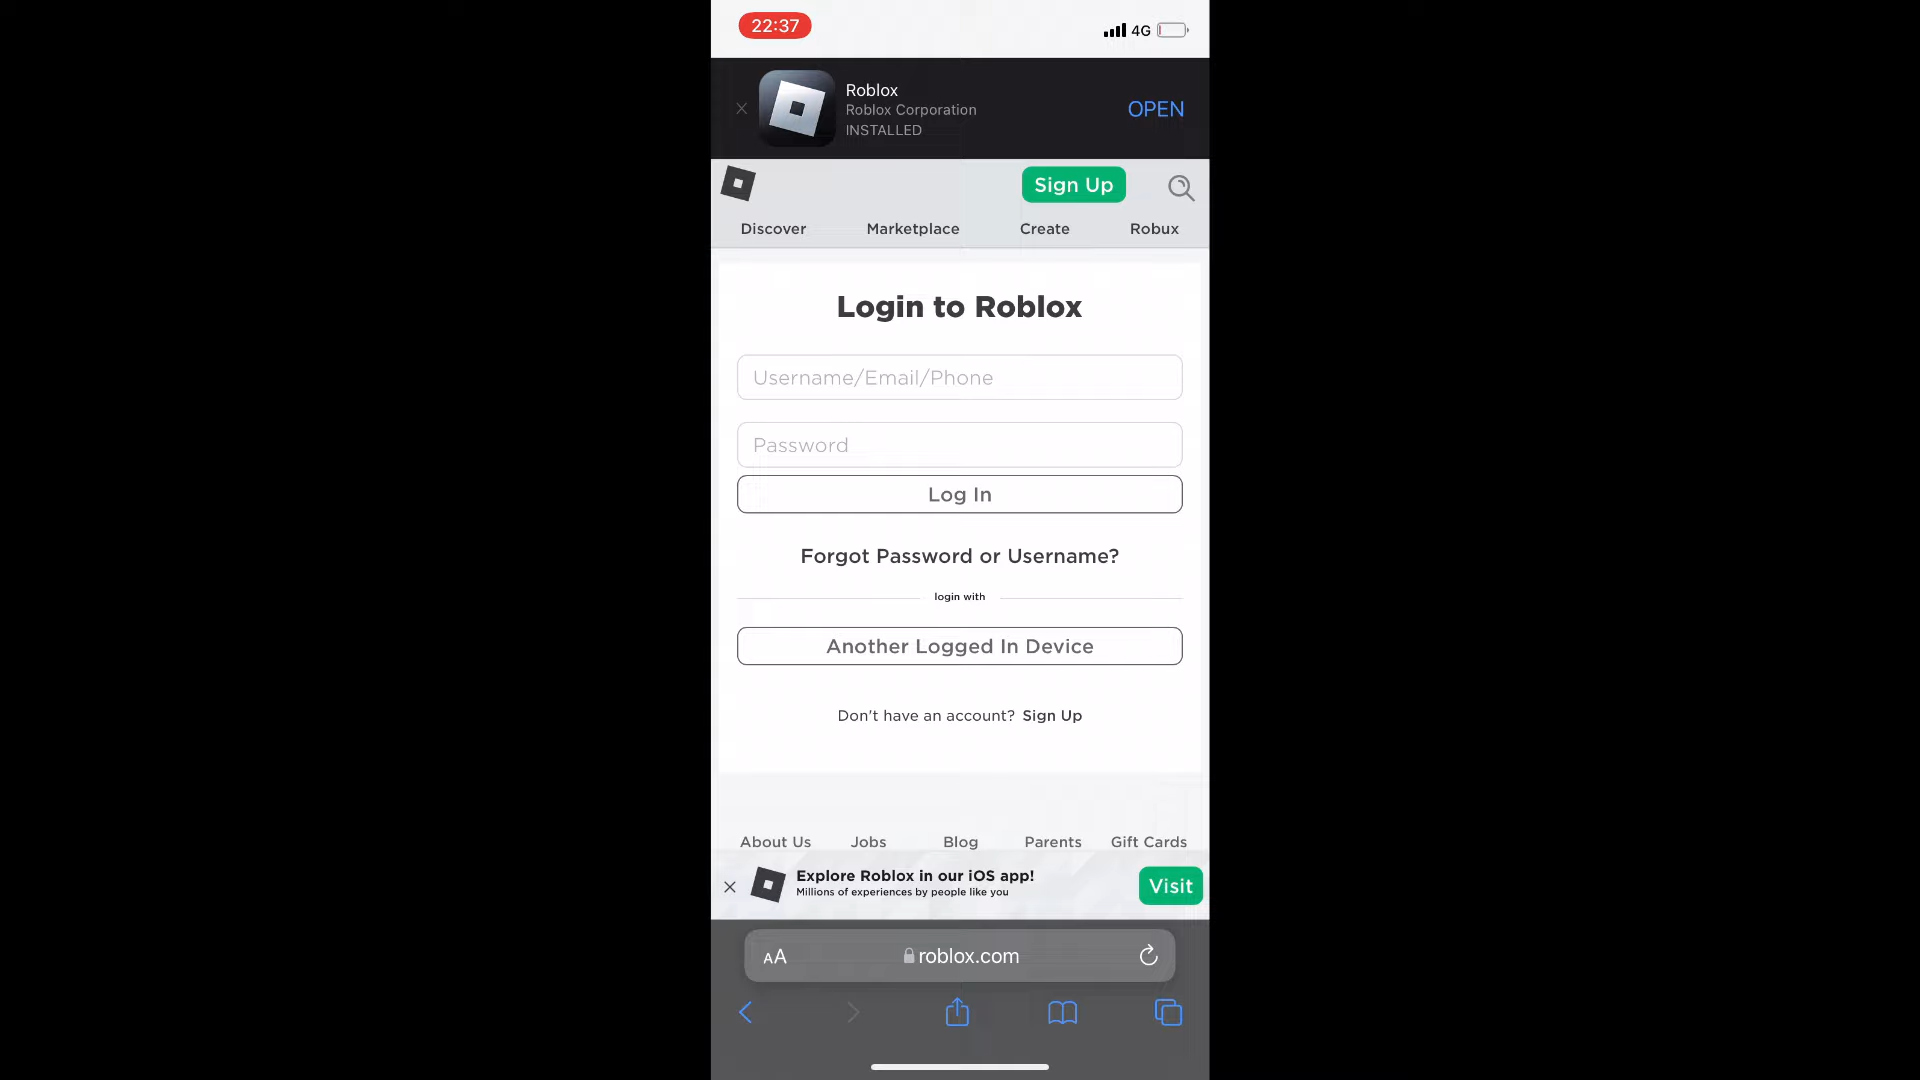 22:37
4G
Roblox
Roblox Corporation
INSTALLED
OPEN
Sign Up
Discover Marketplace Create Robux
Login to Roblox
Username/Email/Phone
Password
Log In
Forgot Password or Username?
login with
Another Logged In Device
Don't have an account? Sign Up
About Us Jobs Blog Parents Gift Cards
Explore Roblox in our iOS app!
Millions of experiences by people like you
Visit
AA
roblox.com